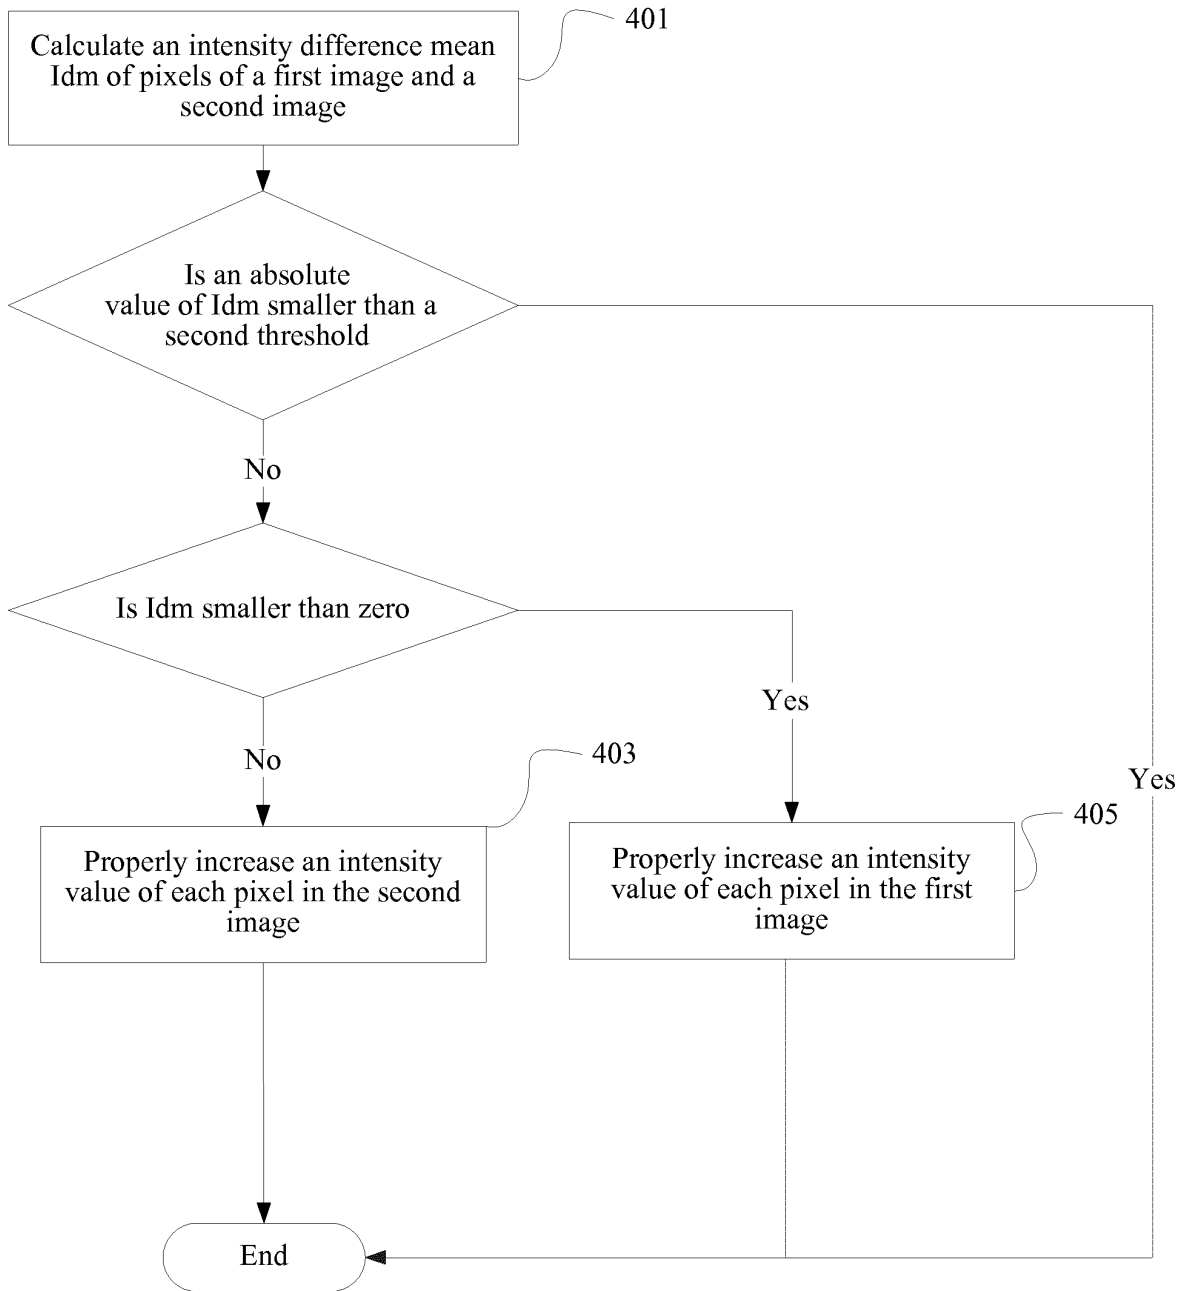 401
Calculate an intensity difference mean
Idm of pixels of a first image and a
second image
Is an absolute
value of Idm smaller than a
second threshold
No
Is Idm smaller than zero
Yes
No
403
Yes
405
Properly increase an intensity
value of each pixel in the second
image
Properly increase an intensity
value of each pixel in the first
image
End